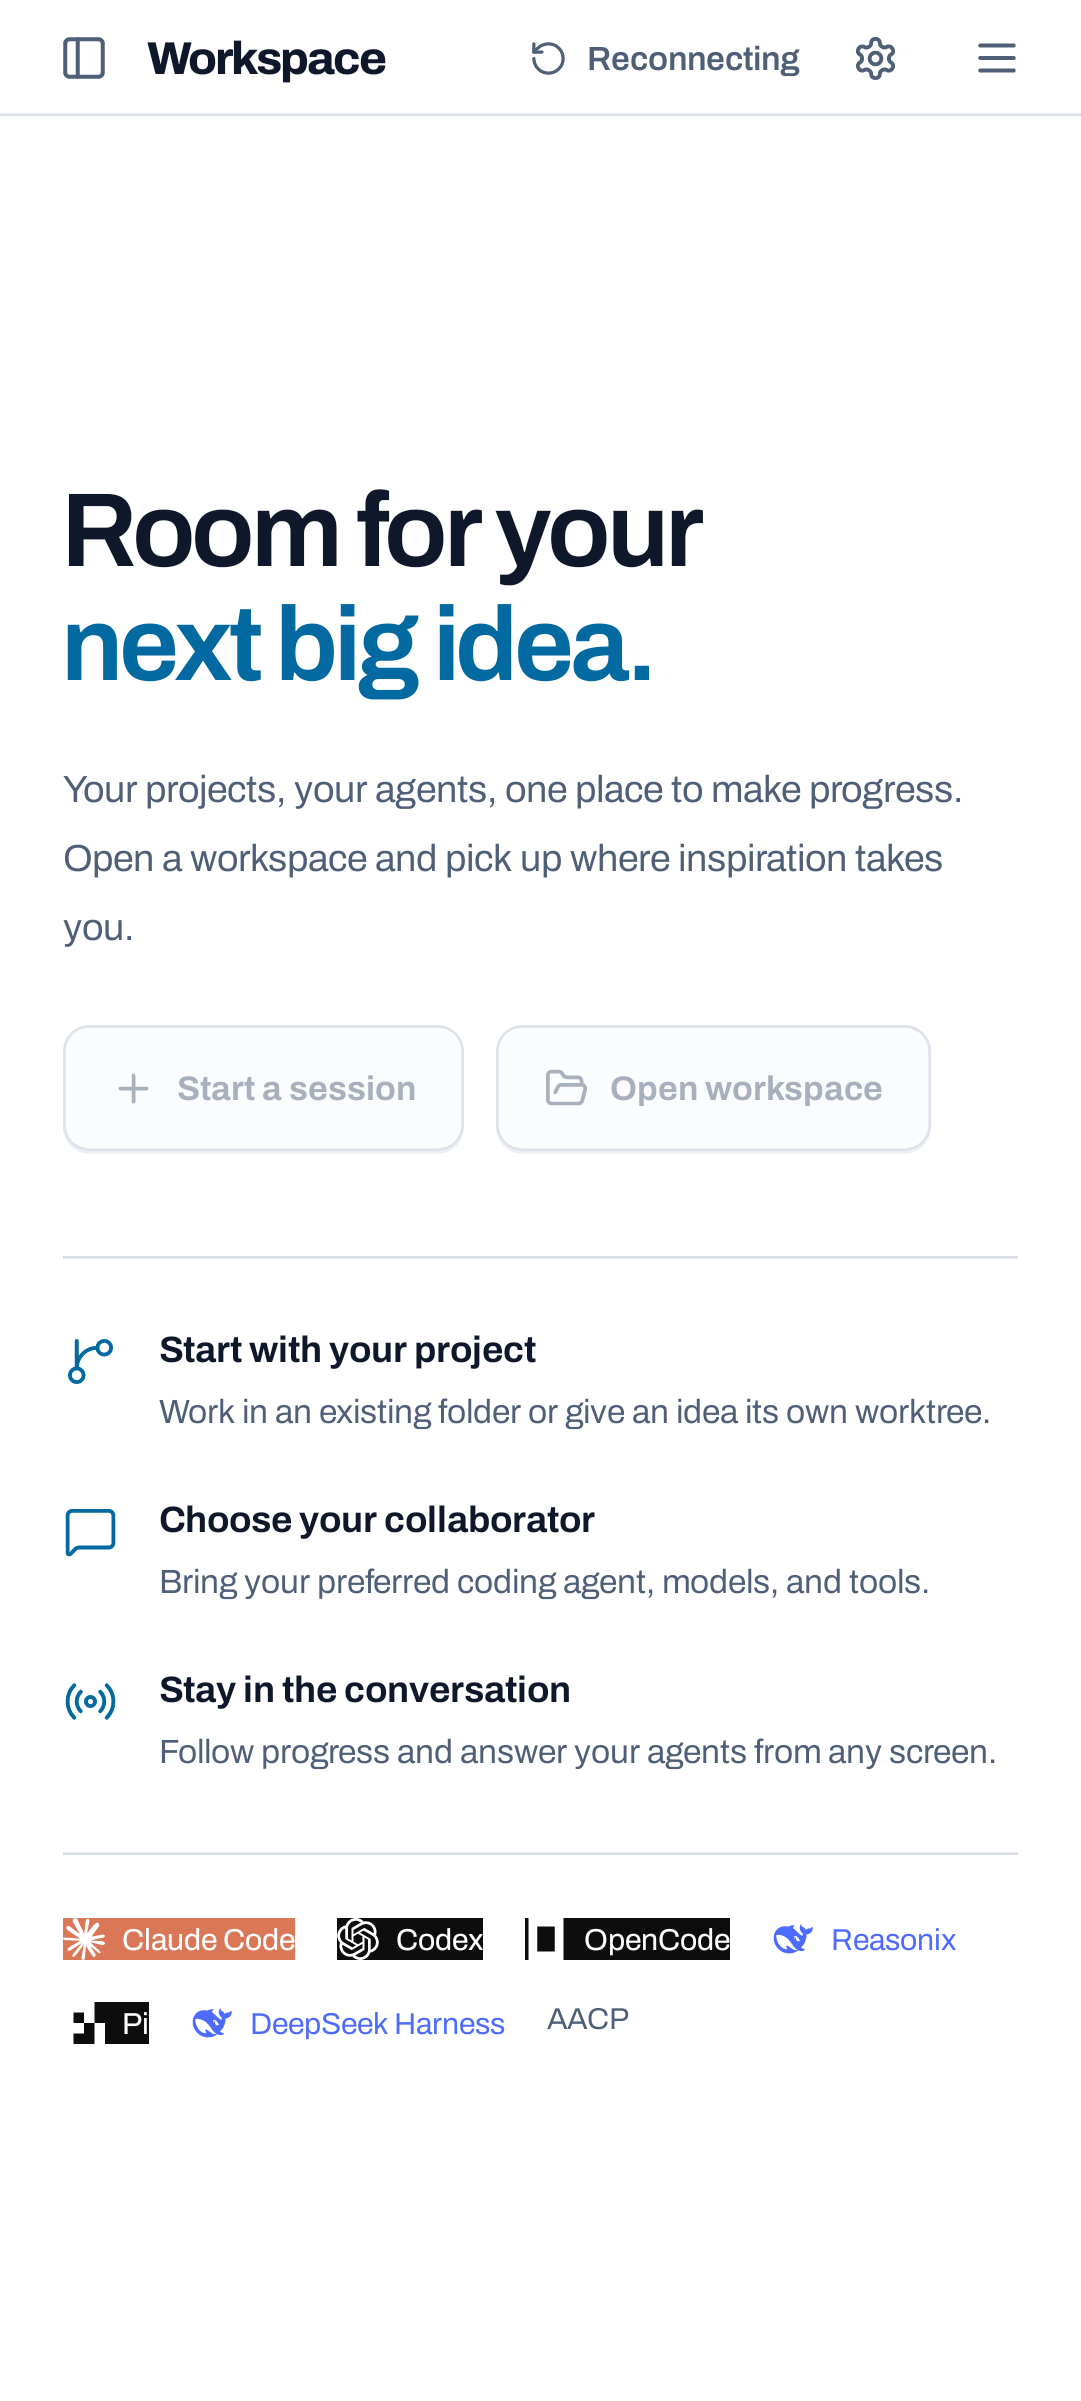 Workspace
Reconnecting
Room for your
next big idea.
Your projects, your agents, one place to make progress.
Open a workspace and pick up where inspiration takes
you.
Start a session
Open workspace
Start with your project
Work in an existing folder or give an idea its own worktree.
Choose your collaborator
Bring your preferred coding agent, models, and tools.
Stay in the conversation
Follow progress and answer your agents from any screen.
Claude Code Codex OpenCode Reasonix
Pi DeepSeek Harness AACP